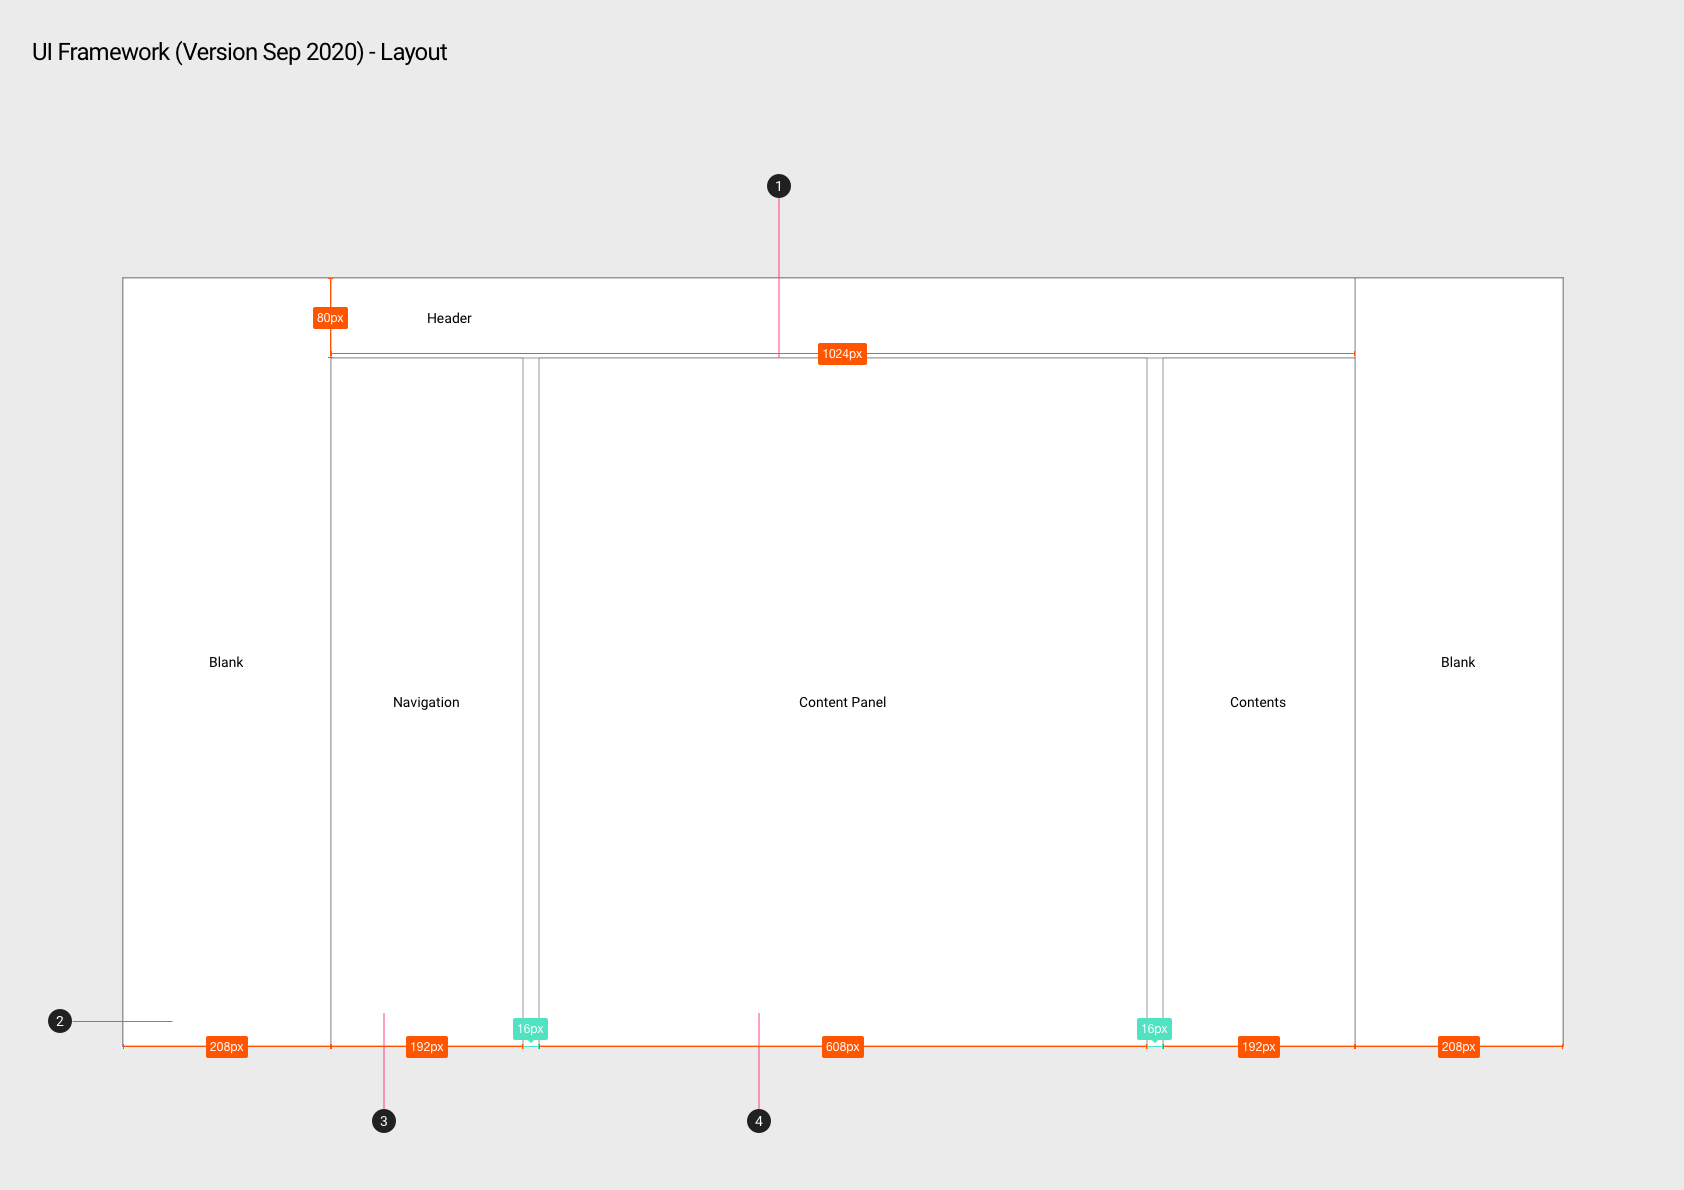 UI Framework (Version Sep 2020) - Layout
1
80px
Header
1024px
Blank
Blank
Navigation
Content Panel
Contents
2
16px
16px
208px
192px
608px
192px
208px
3
4